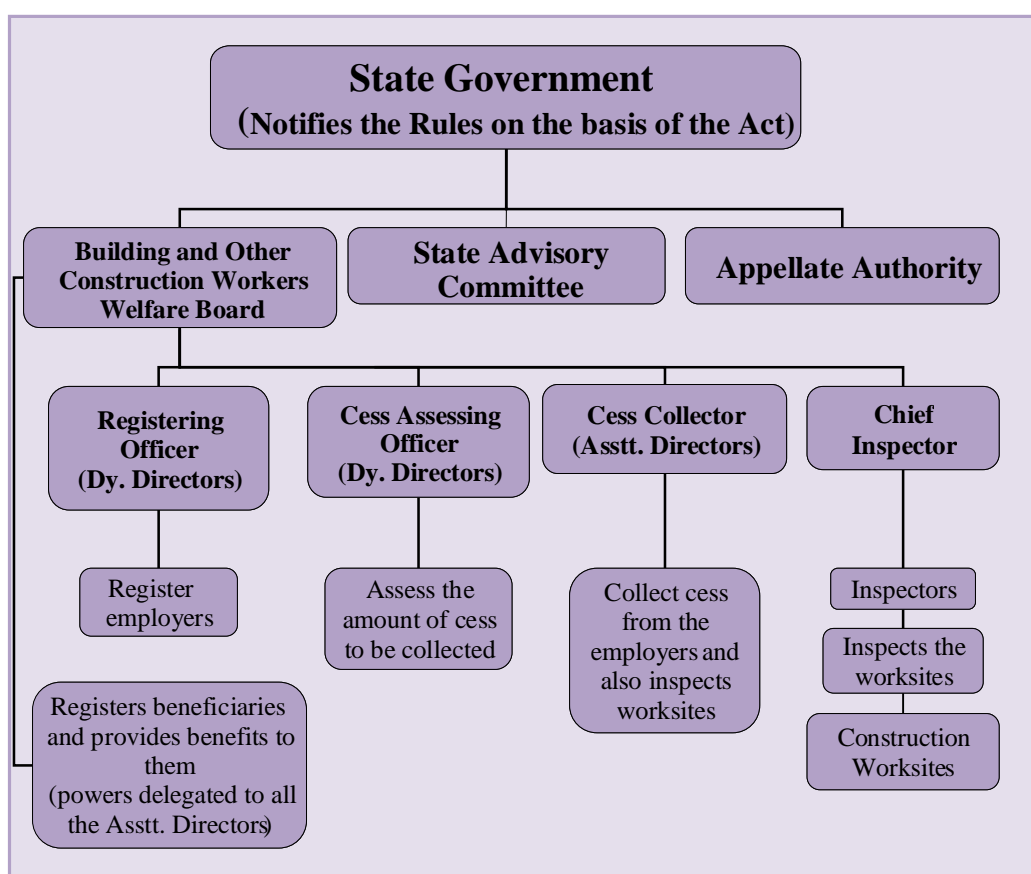 State Government
(Notifies the Rules on the basis of the Act)
Building and Other
Construction Workers
Welfare Board
State Advisory
Committee
Appellate Authority
Registering
Officer
(Dy. Directors)
Cess Assessing
Officer
(Dy. Directors)
Cess Collector
(Asstt. Directors)
Chief
Inspector
Register
employers
Assess the
amount of cess
to be collected
Collect cess
from the
employers and
also inspects
worksites
Inspectors
Inspects the
worksites
Construction
Worksites
Registers beneficiaries
and provides benefits to
them
(powers delegated to all
the Asstt. Directors)